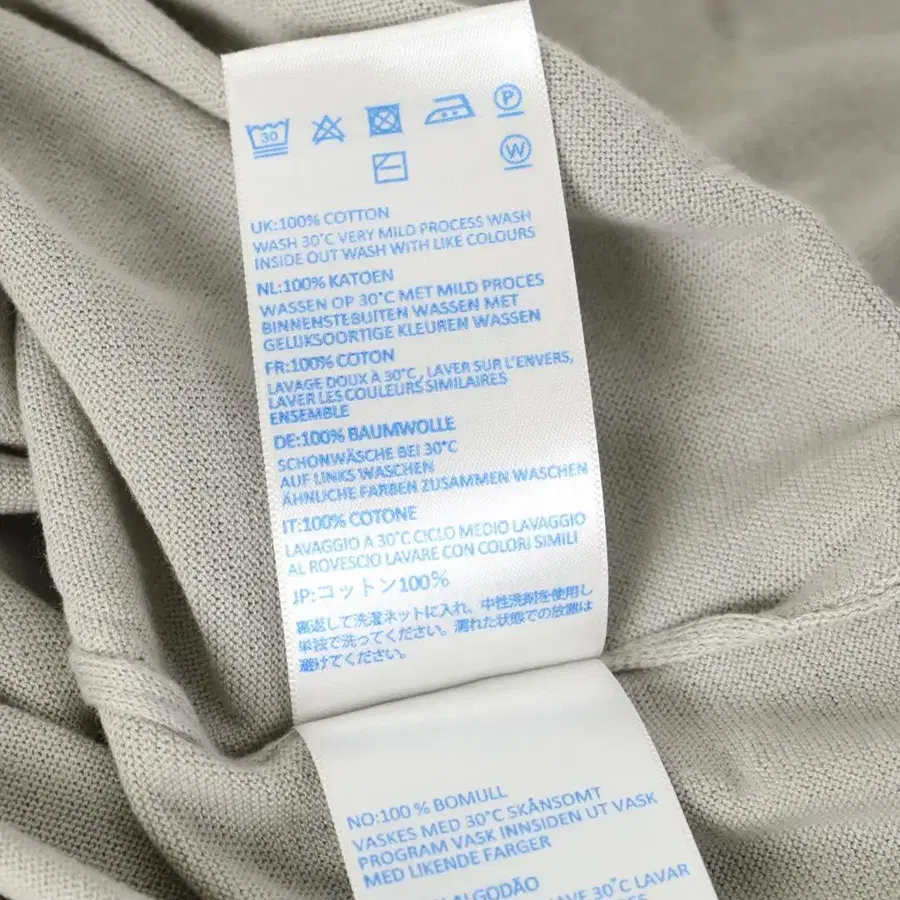 30
P
W
UK:100% COTTON
WASH 30°C VERY MILD PROCESS WASH
INSIDE OUT WASH WITH LIKE COLOURS
NL:100% KATOEN
WASSEN OP 30°C MET MILD PROCES
BINNENSTEBUITEN WASSEN MET
GELIJKSOORTIGE KLEUREN WASSEN
FR:100% COTON
LAVAGE DOUX À 30°C, LAVER SUR L'ENVERS,
LAVER LES COULEURS SIMILAIRES
ENSEMBLE
DE:100% BAUMWOLLE
SCHONWÄSCHE BEI 30°C
AUF LINKS WASCHEN
ÄHNLICHE FARBEN ZUSAMMEN WASCHEN
IT:100% COTONE
LAVAGGIO A 30°C CICLO MEDIO LAVAGGIO
AL ROVESCIO LAVARE CON COLORI SIMILI
JP:コットン100%
裏返して洗濯ネットに入れ、中性洗剤を使用し
単独で洗ってください。濡れた状態での放置は
避けてください。
NO:100 % BOMULL
VASKES MED 30°C SKÅNSOMT
PROGRAM VASK INNSIDEN UT VASK
MED LIKENDE FARGER
ALGODÃO
30°C LAVAR